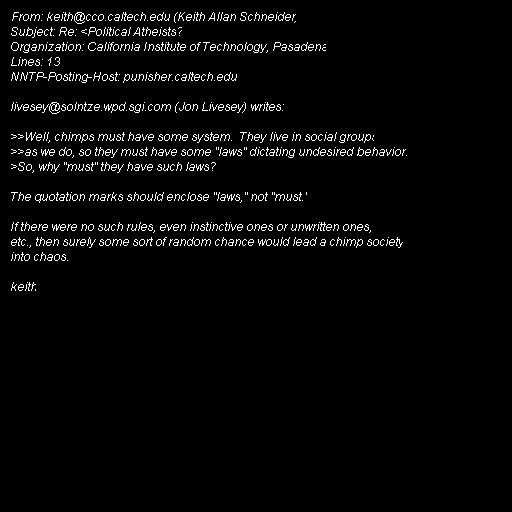 From: keith@cco.caltech.edu (Keith Allan Schneider)
Subject: Re: <Political Atheists?
Organization: California Institute of Technology, Pasadena
Lines: 13
NNTP-Posting-Host: punisher.caltech.edu

livesey@solntze.wpd.sgi.com (Jon Livesey) writes:

>>Well, chimps must have some system.  They live in social groups
>>as we do, so they must have some "laws" dictating undesired behavior.
>So, why "must" they have such laws?

The quotation marks should enclose "laws," not "must."

If there were no such rules, even instinctive ones or unwritten ones,
etc., then surely some sort of random chance would lead a chimp society
into chaos.

keith